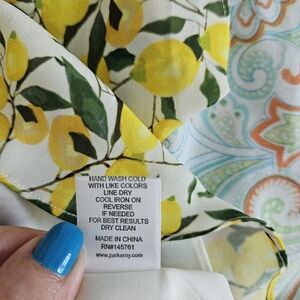 HAND WASH COLD
WITH LIKE COLORS
LINE DRY
COOL IRON ON
REVERSE
IF NEEDED
FOR BEST RESULTS
DRY CLEAN
MADE IN CHINA
RN#145761
www.parkerny.com